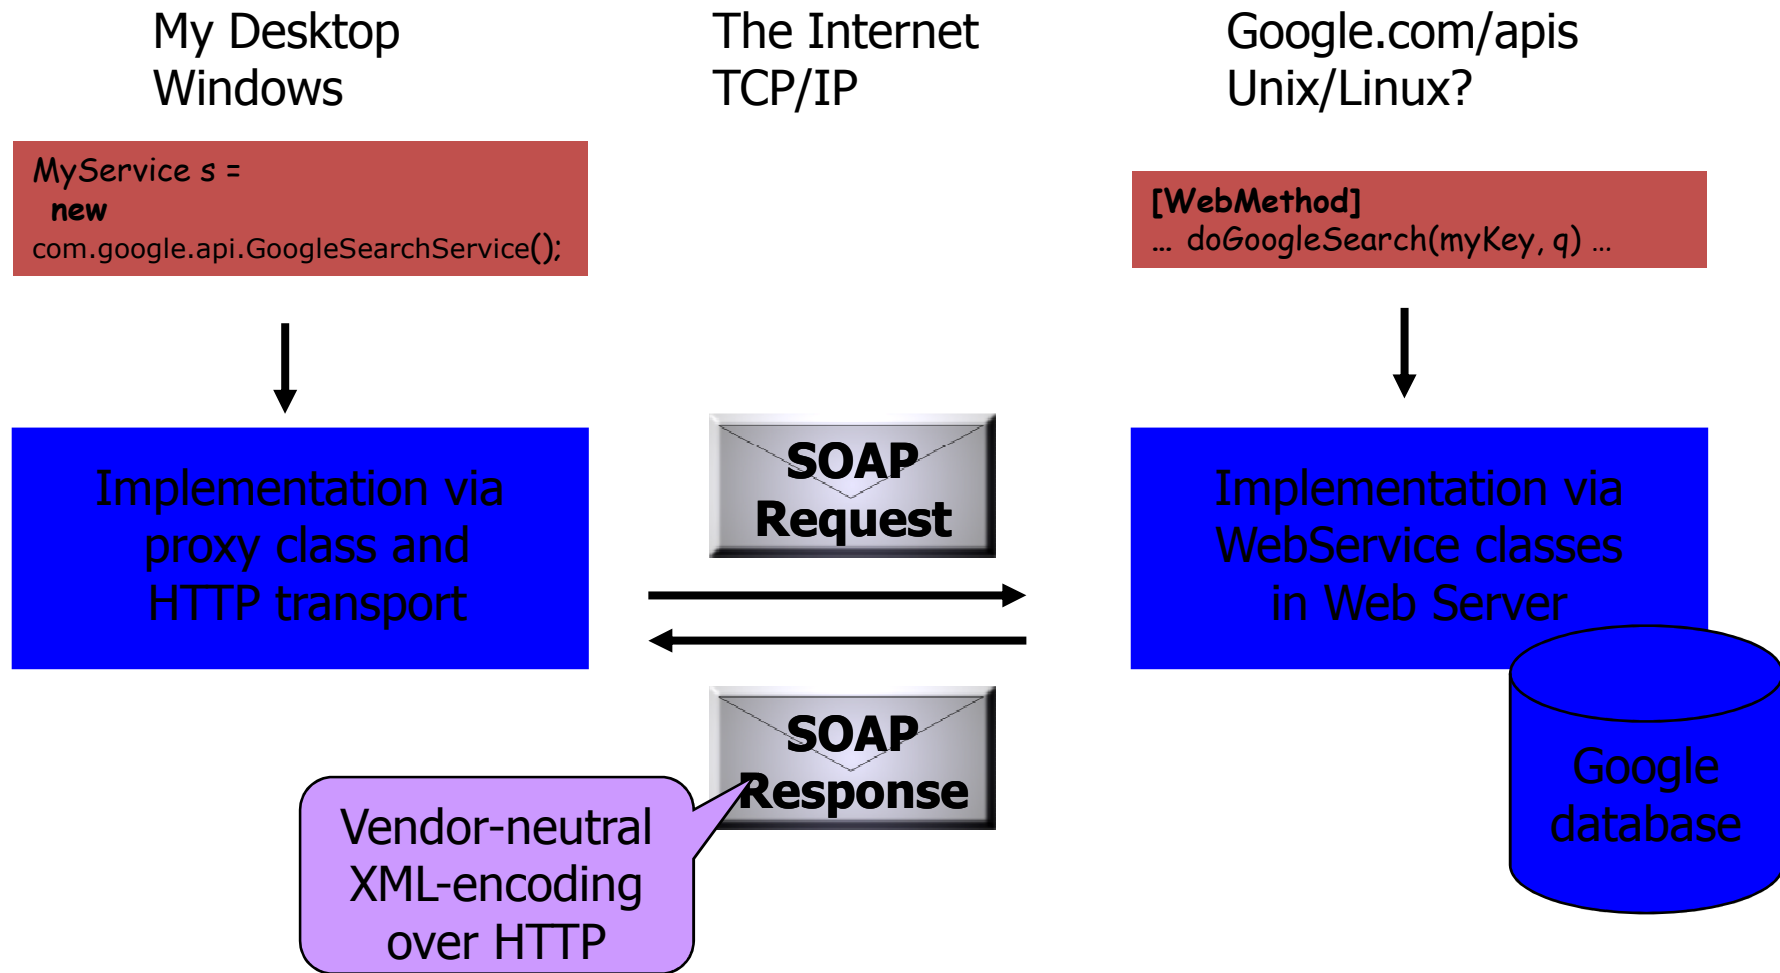 My Desktop
Windows
The Internet
TCP/IP
Google.com/apis
Unix/Linux?
MyService s =
new
com.google.api.GoogleSearchService();
[WebMethod]
... doGoogleSearch(myKey, q) ...
Implementation via
proxy class and
HTTP transport
SOAP
Request
Implementation via
WebService classes
in Web Server
SOAP
Response
Google
database
Vendor-neutral
XML-encoding
over HTTP